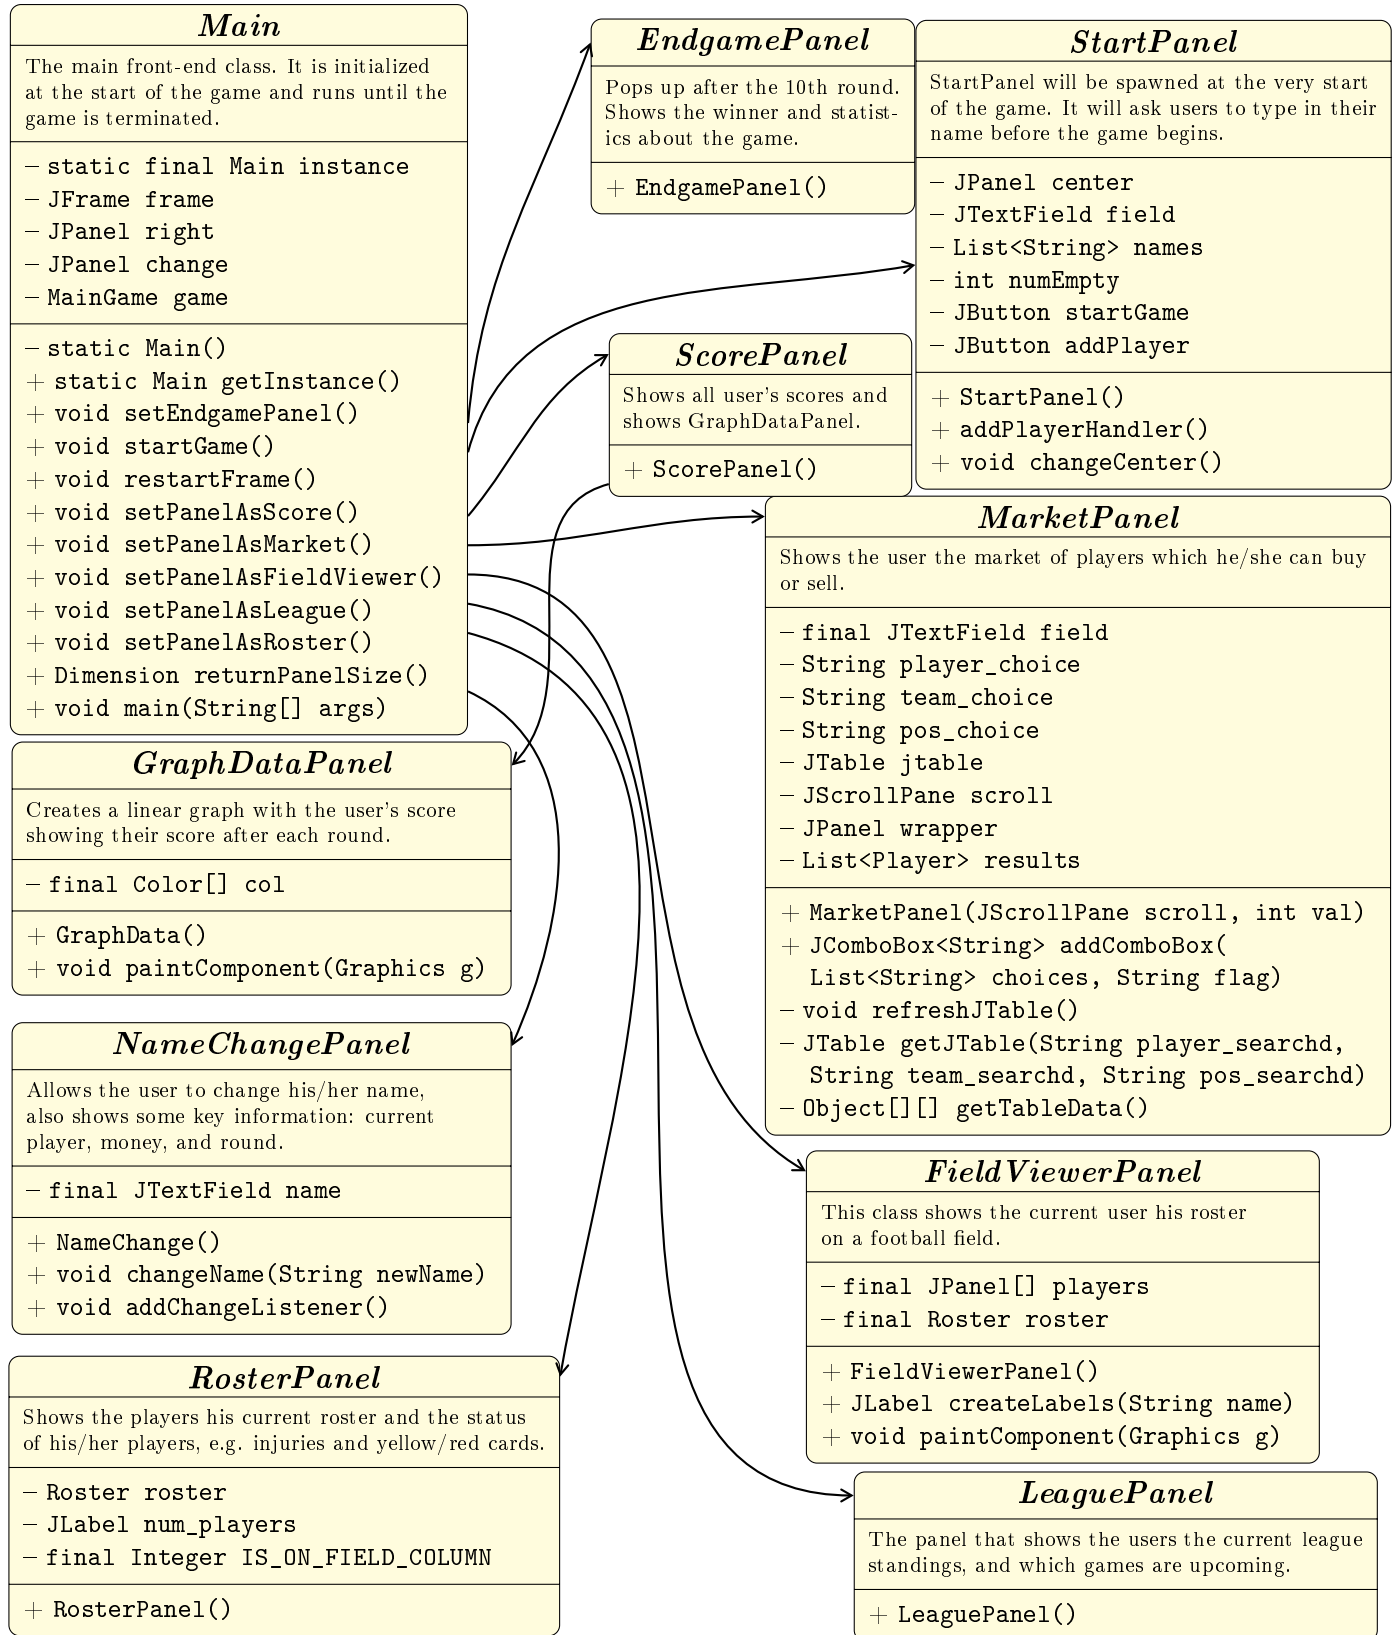 Main
The main front-end class. It is initialized
at the start of the game and runs until the
game is terminated.
− static final Main instance
− JFrame frame
− JPanel right
− JPanel change
− MainGame game
− static Main()
+ static Main getInstance()
+ void setEndgamePanel()
+ void startGame()
+ void restartFrame()
+ void setPanelAsScore()
+ void setPanelAsMarket()
+ void setPanelAsFieldViewer()
+ void setPanelAsLeague()
+ void setPanelAsRoster()
+ Dimension returnPanelSize()
+ void main(String[] args)
EndgamePanel
Pops up after the 10th round.
Shows the winner and statist-
ics about the game.
+ EndgamePanel()
StartPanel
StartPanel will be spawned at the very start
of the game. It will ask users to type in their
name before the game begins.
− JPanel center
− JTextField field
− List<String> names
− int numEmpty
− JButton startGame
− JButton addPlayer
+ StartPanel()
+ addPlayerHandler()
+ void changeCenter()
ScorePanel
Shows all user's scores and
shows GraphDataPanel.
+ ScorePanel()
MarketPanel
Shows the user the market of players which he/she can buy
or sell.
− final JTextField field
− String player_choice
− String team_choice
− String pos_choice
− JTable jtable
− JScrollPane scroll
− JPanel wrapper
− List<Player> results
+ MarketPanel(JScrollPane scroll, int val)
+ JComboBox<String> addComboBox(
List<String> choices, String flag)
− void refreshJTable()
− JTable getJTable(String player_searchd,
String team_searchd, String pos_searchd)
− Object[][] getTableData()
GraphDataPanel
Creates a linear graph with the user's score
showing their score after each round.
− final Color[] col
+ GraphData()
+ void paintComponent(Graphics g)
NameChangePanel
Allows the user to change his/her name,
also shows some key information: current
player, money, and round.
− final JTextField name
+ NameChange()
+ void changeName(String newName)
+ void addChangeListener()
FieldViewerPanel
This class shows the current user his roster
on a football field.
− final JPanel[] players
− final Roster roster
+ FieldViewerPanel()
+ JLabel createLabels(String name)
+ void paintComponent(Graphics g)
RosterPanel
Shows the players his current roster and the status
of his/her players, e.g. injuries and yellow/red cards.
− Roster roster
− JLabel num_players
− final Integer IS_ON_FIELD_COLUMN
+ RosterPanel()
LeaguePanel
The panel that shows the users the current league
standings, and which games are upcoming.
+ LeaguePanel()